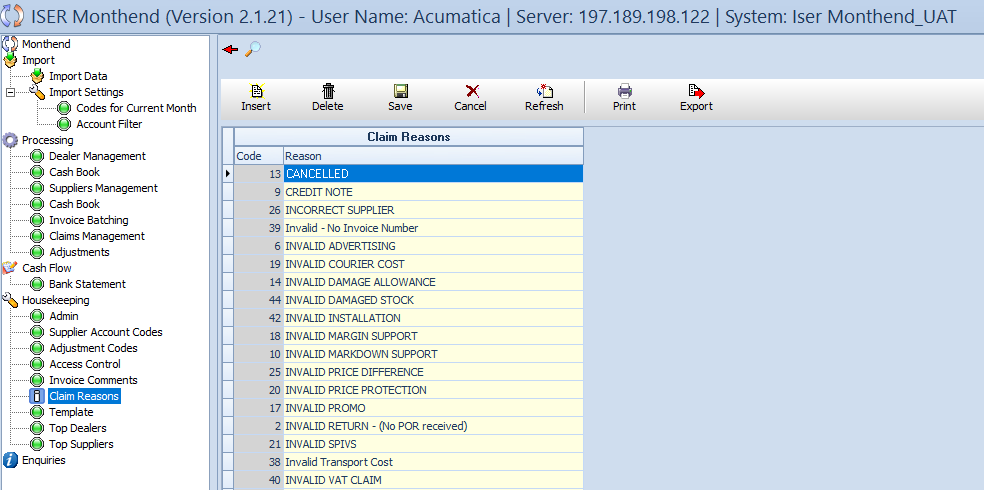 ISER Monthend (Version 2.1.21) - User Name: Acumatica | Server: 197.189.198.122 | System: Iser Monthend_UAT
Monthend
Import
Import Data
Import Settings
Codes for Current Month
Account Filter
Processing
Dealer Management
Cash Book
Suppliers Management
Cash Book
Invoice Batching
Claims Management
Adjustments
Cash Flow
Bank Statement
Housekeeping
Admin
Supplier Account Codes
Adjustment Codes
Access Control
Invoice Comments
Claim Reasons
Template
Top Dealers
Top Suppliers
Enquiries
Insert Delete Save Cancel Refresh Print Export
Claim Reasons
Code Reason
13 CANCELLED
9 CREDIT NOTE
26 INCORRECT SUPPLIER
39 Invalid - No Invoice Number
6 INVALID ADVERTISING
19 INVALID COURIER COST
14 INVALID DAMAGE ALLOWANCE
44 INVALID DAMAGED STOCK
42 INVALID INSTALLATION
18 INVALID MARGIN SUPPORT
10 INVALID MARKDOWN SUPPORT
25 INVALID PRICE DIFFERENCE
20 INVALID PRICE PROTECTION
17 INVALID PROMO
2 INVALID RETURN - (No POR received)
21 INVALID SPIVS
38 Invalid Transport Cost
40 INVALID VAT CLAIM